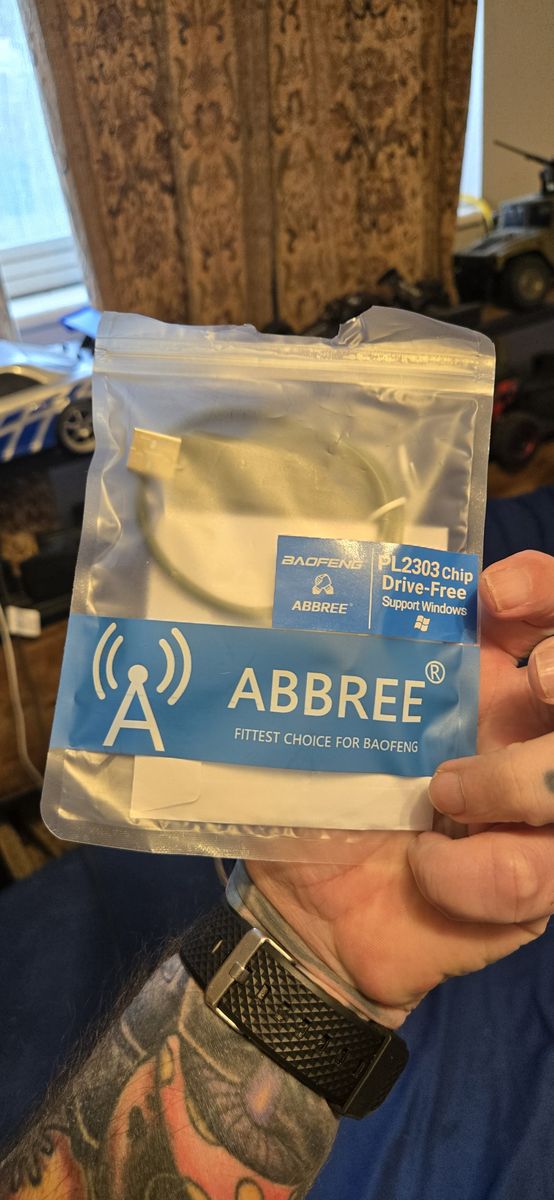 BAOFENG
ABBREE®
PL2303 Chip
Drive-Free
Support Windows
A
ABBREE®
FITTEST CHOICE FOR BAOFENG